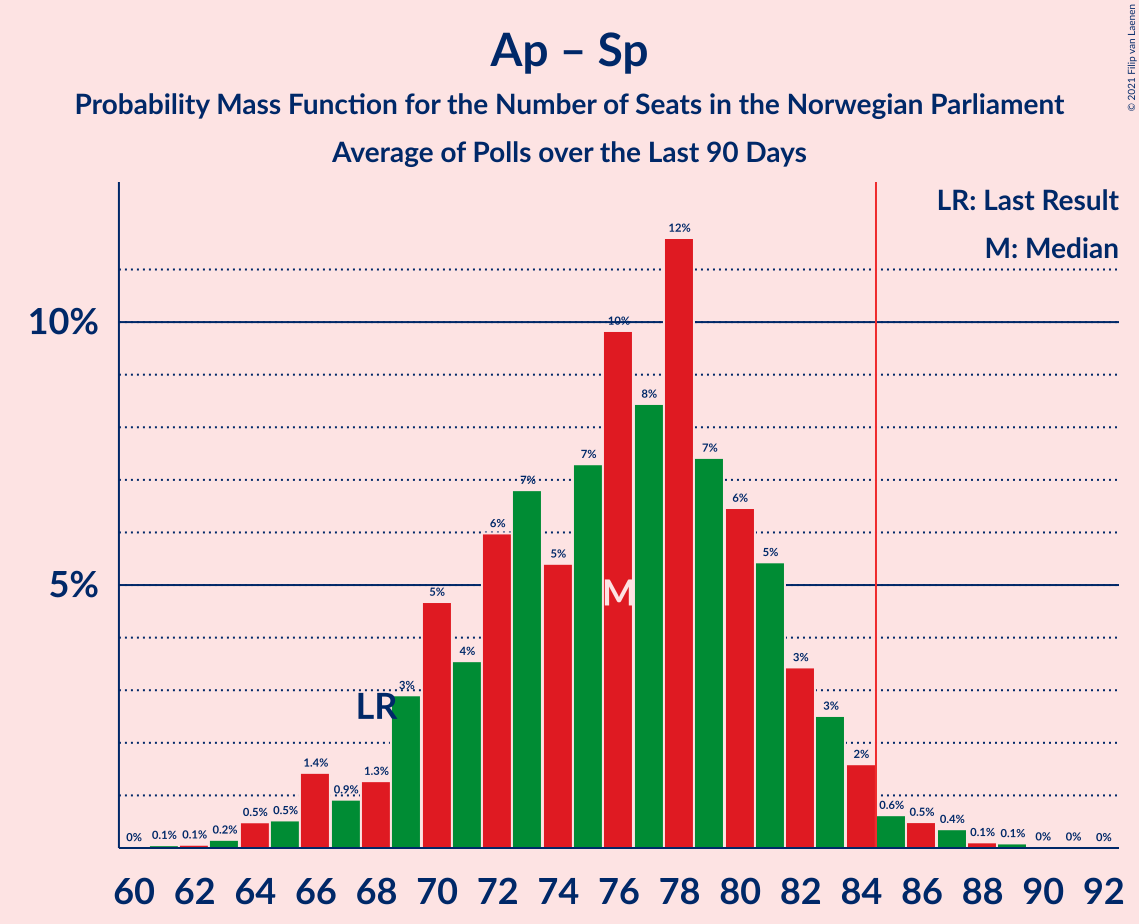 Ap – Sp
Probability Mass Function for the Number of Seats in the Norwegian Parliament
Average of Polls over the Last 90 Days
© 2021 Filip van Laenen
LR: Last Result
M: Median
10%
5%
0% 0.1% 0.1% 0.2% 0.5% 0.5% 1.4% 0.9% 1.3% 3% 5% 4% 6% 7% 5% 7% 10% 8% 12% 7% 6% 5% 3% 3% 2% 0.6% 0.5% 0.4% 0.1% 0.1% 0% 0% 0%
LR
M
60 62 64 66 68 70 72 74 76 78 80 82 84 86 88 90 92